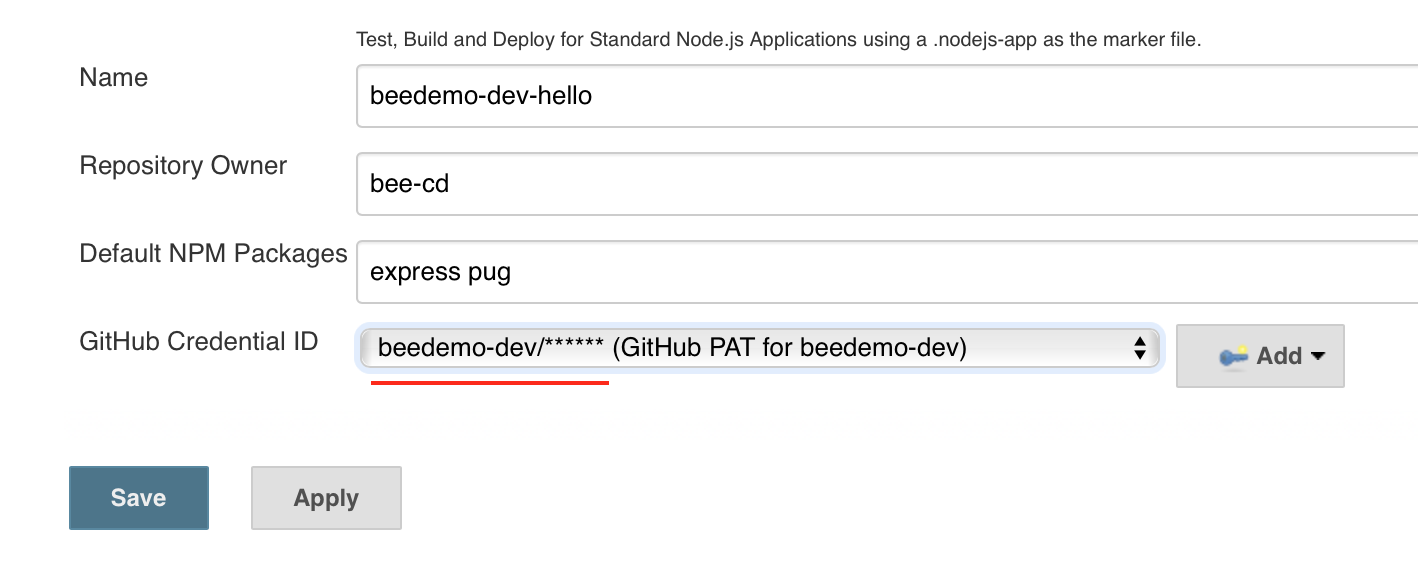 Test, Build and Deploy for Standard Node.js Applications using a .nodejs-app as the marker file.
Name
beedemo-dev-hello
Repository Owner
bee-cd
Default NPM Packages
express pug
GitHub Credential ID
beedemo-dev/****** (GitHub PAT for beedemo-dev)
Add
Save
Apply